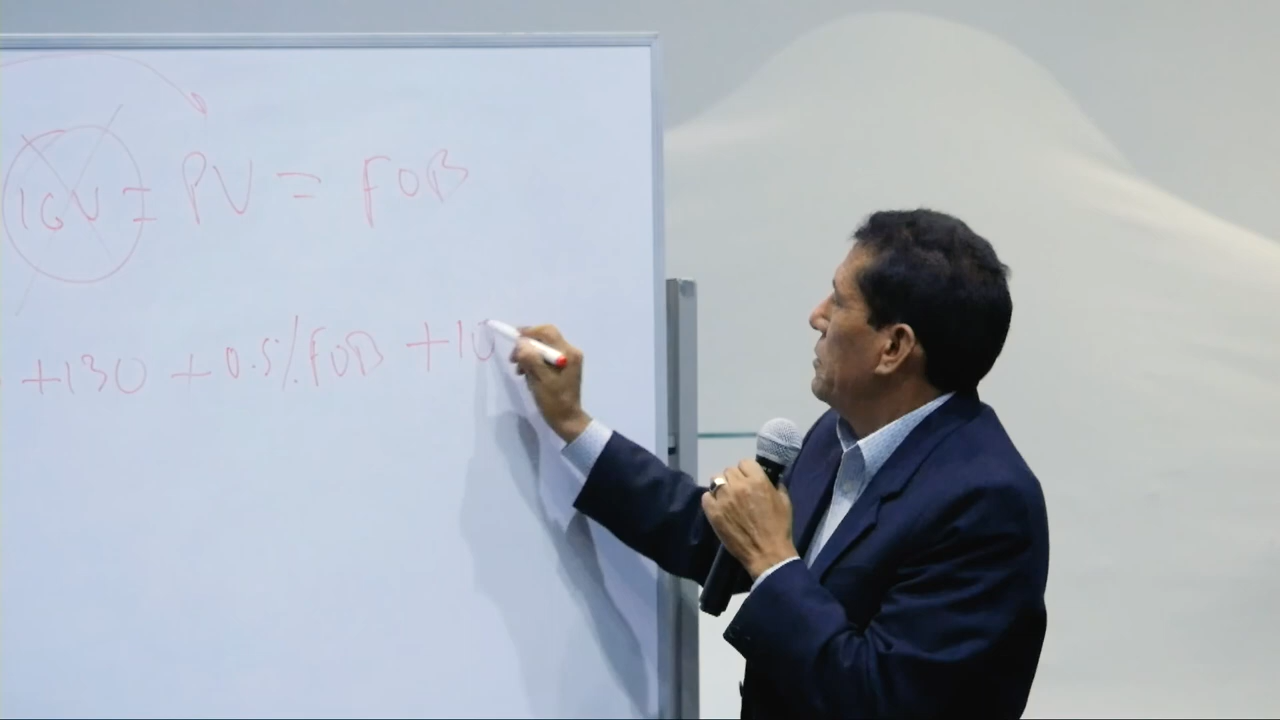 IGV = PV = FOB
+130 + 0.5% FOB + 10